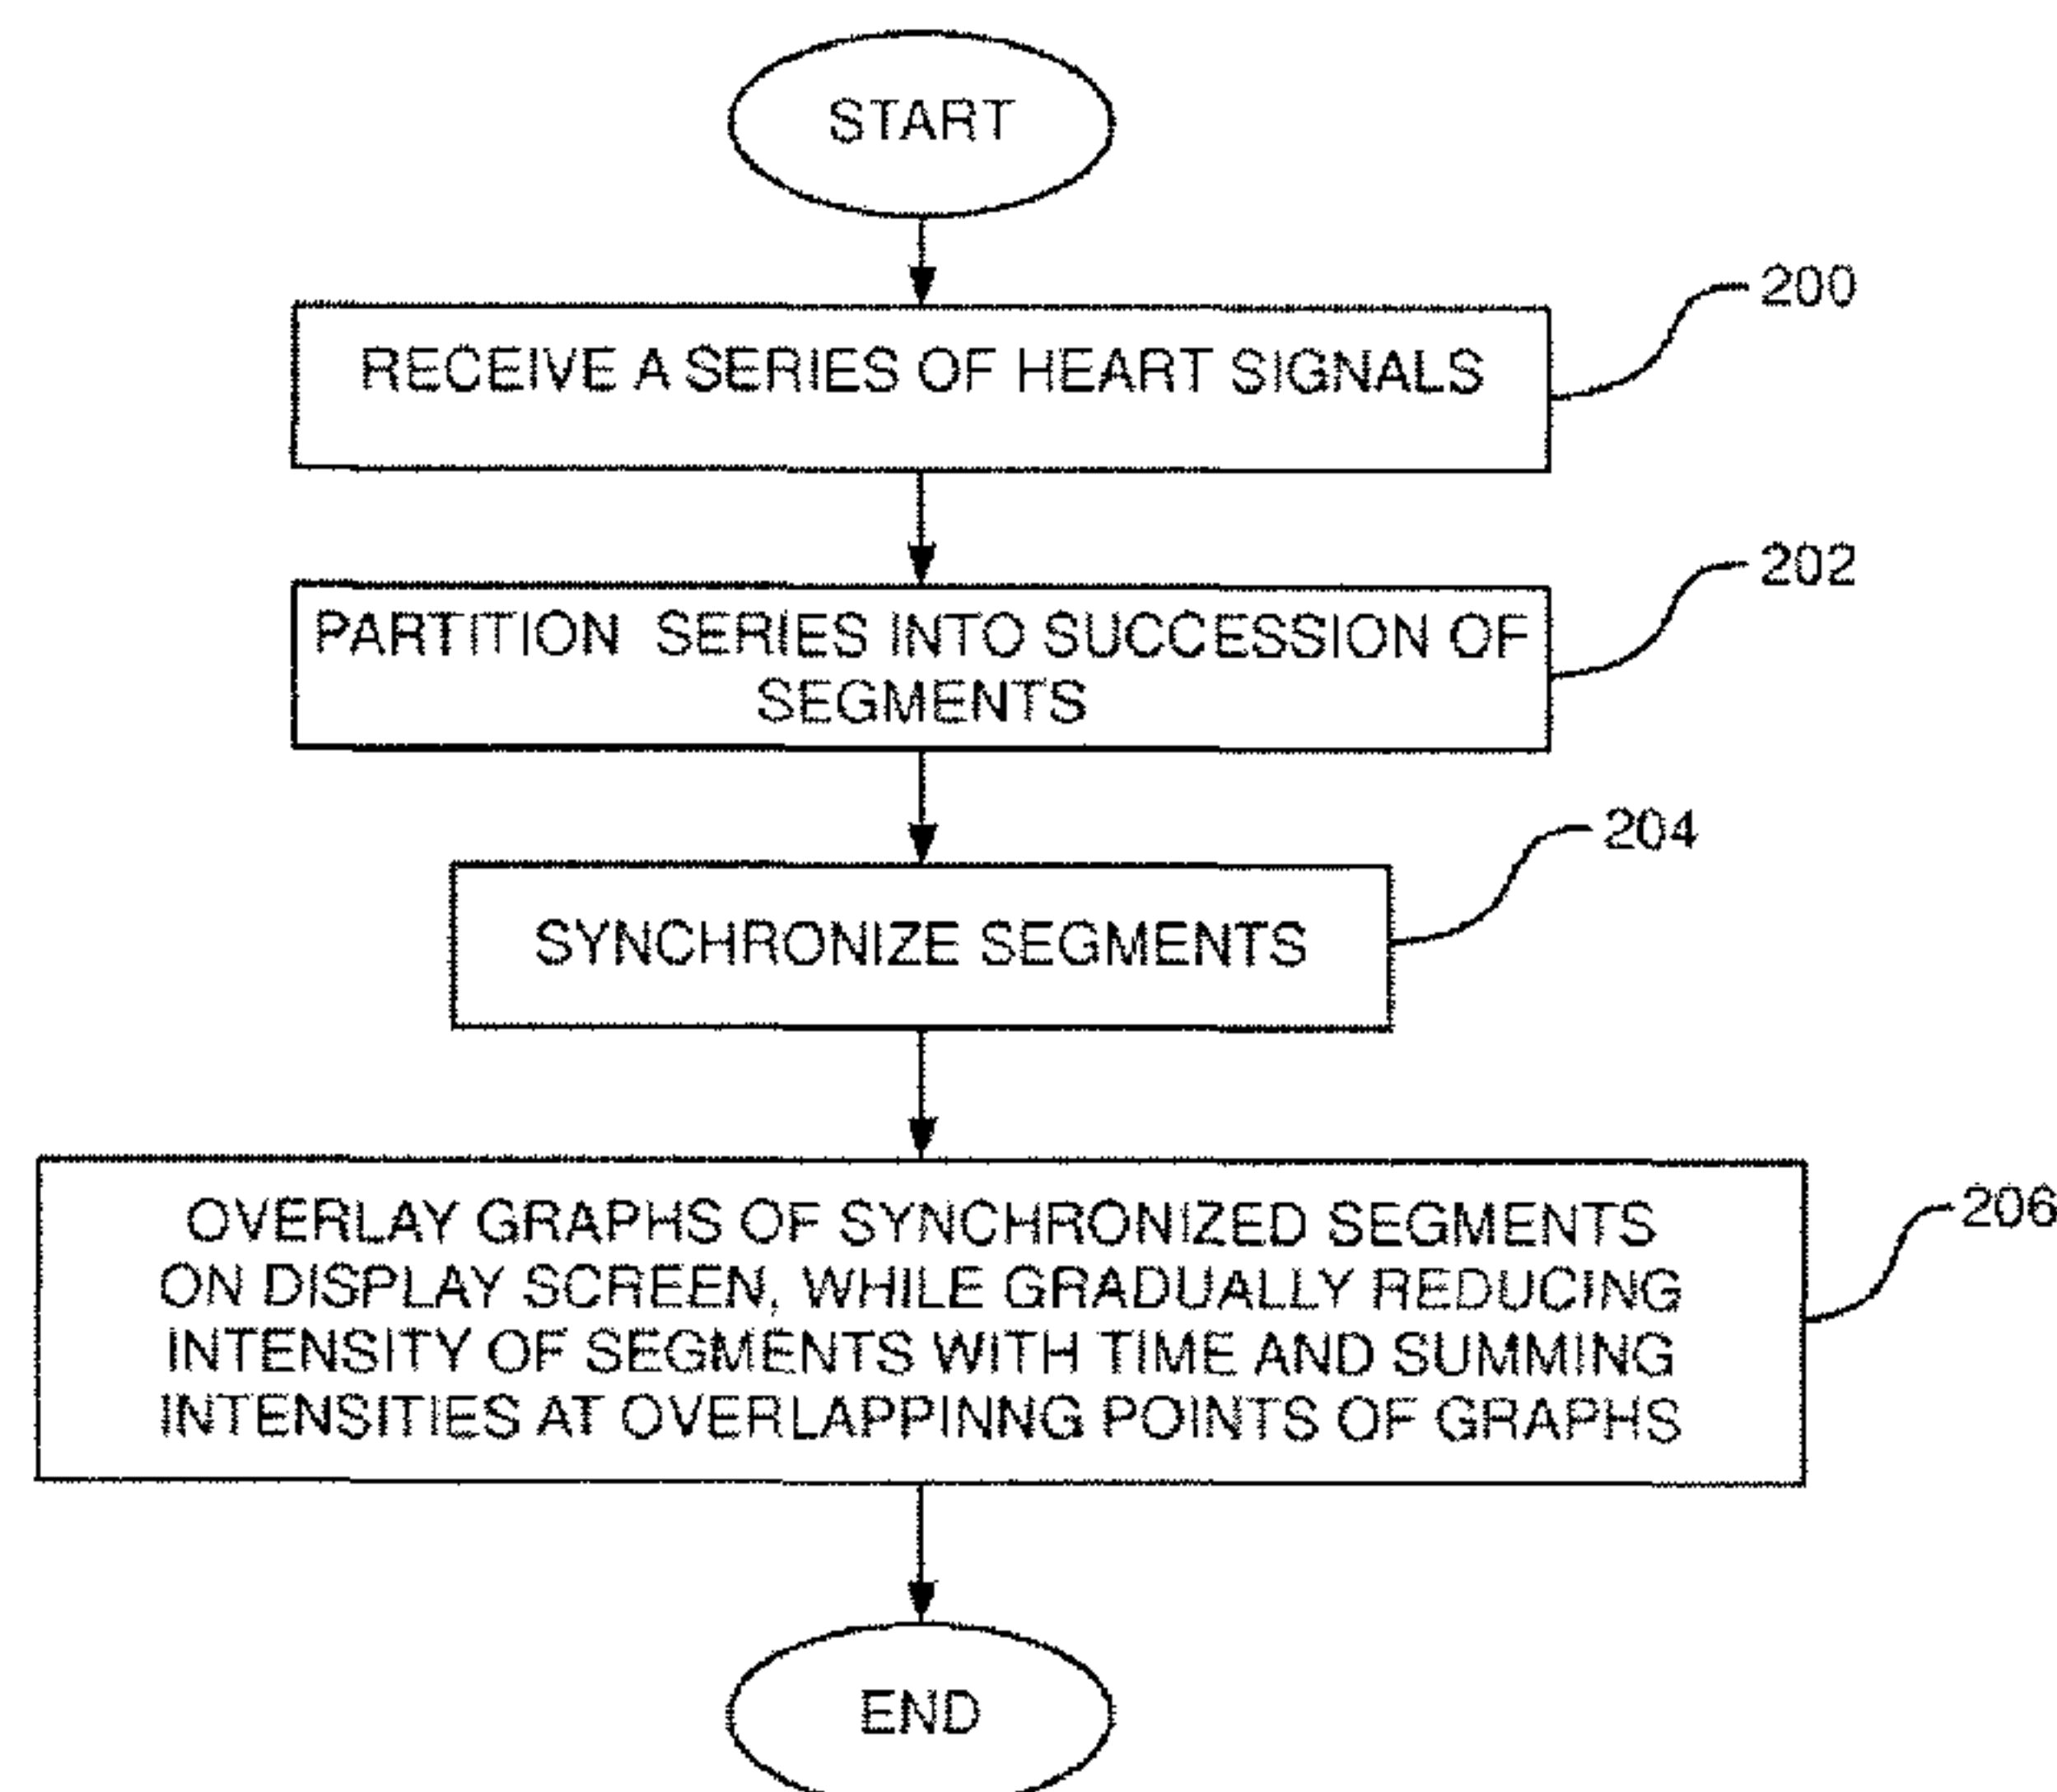 START
200
RECEIVE A SERIES OF HEART SIGNALS
202
PARTITION SERIES INTO SUCCESSION OF
SEGMENTS
204
SYNCHRONIZE SEGMENTS
206
OVERLAY GRAPHS OF SYNCHRONIZED SEGMENTS
ON DISPLAY SCREEN, WHILE GRADUALLY REDUCING
INTENSITY OF SEGMENTS WITH TIME AND SUMMING
INTENSITIES AT OVERLAPPINNG POINTS OF GRAPHS
END